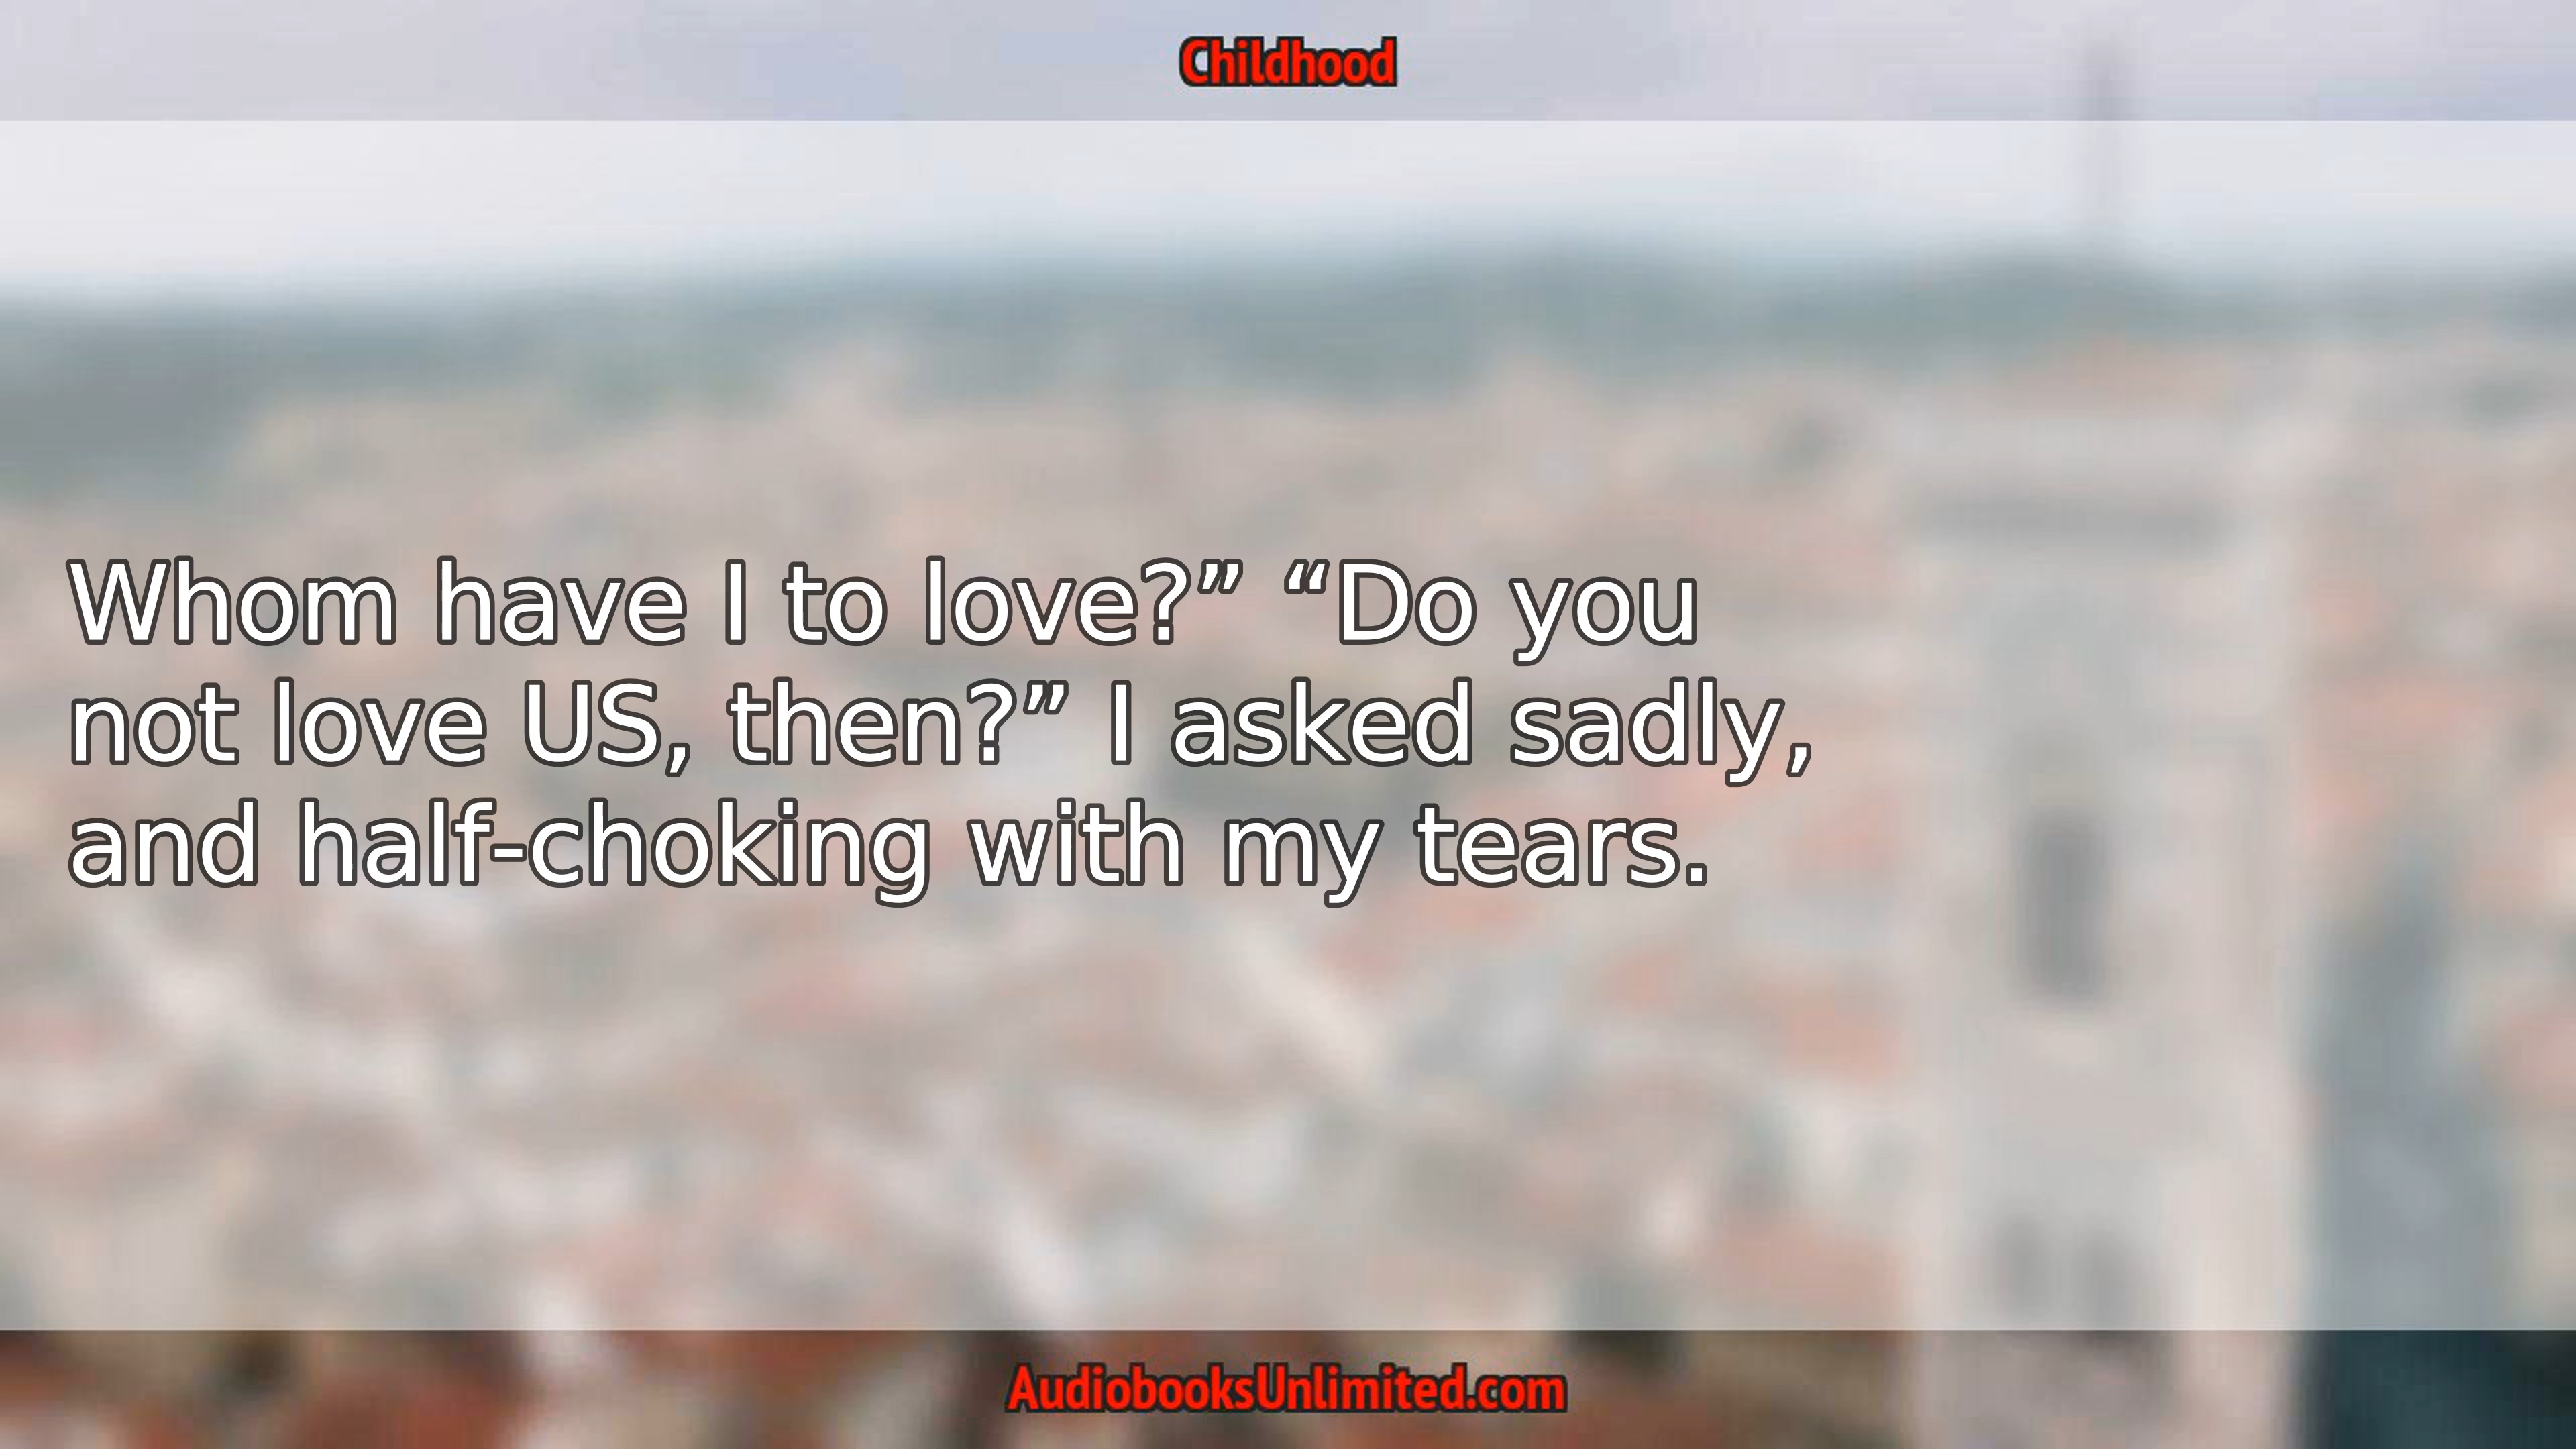 Childhood
Whom have I to love?” “Do you
not love US, then?” I asked sadly,
and half-choking with my tears.
AudiobooksUnlimited.com